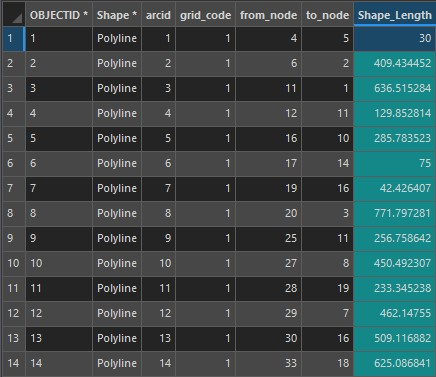 OBJECTID * Shape * arcid grid_code from_node to_node Shape_Length
1 1 Polyline 1 1 4 5 30
2 2 Polyline 2 1 6 2 409.434452
3 3 Polyline 3 1 11 1 636.515284
4 4 Polyline 4 1 12 11 129.852814
5 5 Polyline 5 1 16 10 285.783523
6 6 Polyline 6 1 17 14 75
7 7 Polyline 7 1 19 16 42.426407
8 8 Polyline 8 1 20 3 771.797281
9 9 Polyline 9 1 25 11 256.758642
10 10 Polyline 10 1 27 8 450.492307
11 11 Polyline 11 1 28 19 233.345238
12 12 Polyline 12 1 29 7 462.14755
13 13 Polyline 13 1 30 16 509.116882
14 14 Polyline 14 1 33 18 625.086841